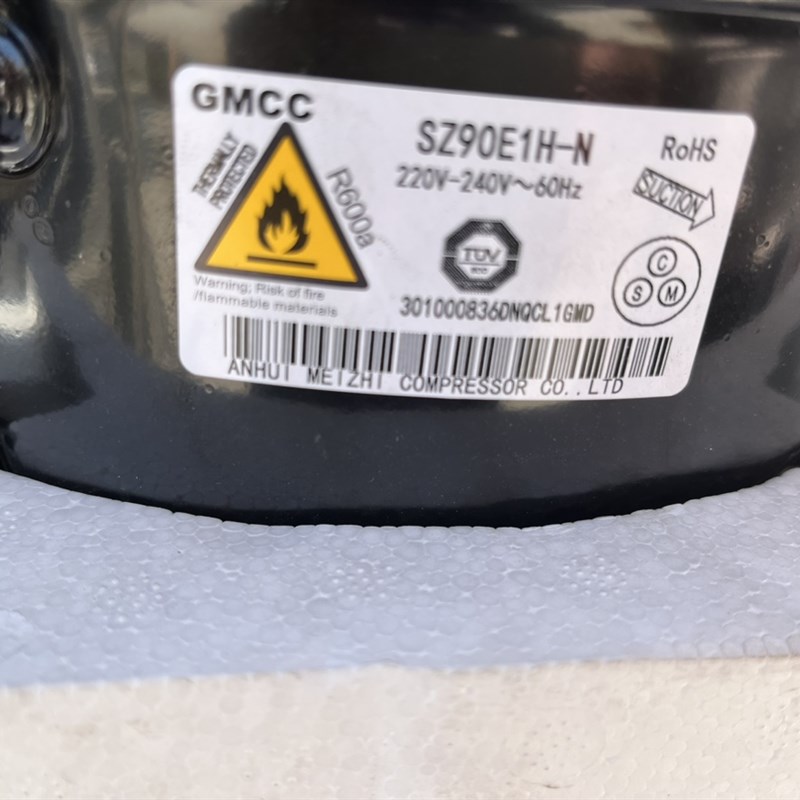 GMCC
SZ90E1H-N
RoHS
THERMALLY
PROTECTED
R600a
220V-240V~60Hz
SUCTION
TÜV
C
S
M
Warning; Risk of fire
/flammable materials
301000836DNQCL1GMD
ANHUI MEIZHI COMPRESSOR CO.,LTD